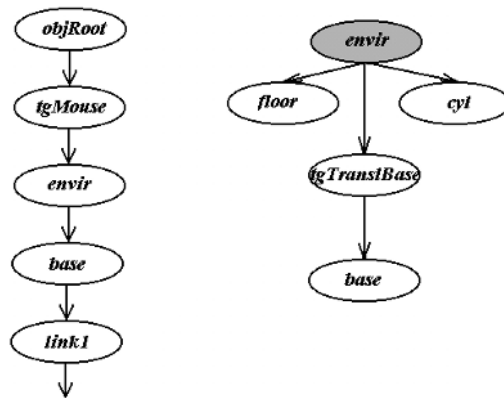 objRoot
envir
tgMouse
floor
cyl
envir
tgTranslBase
base
base
link1